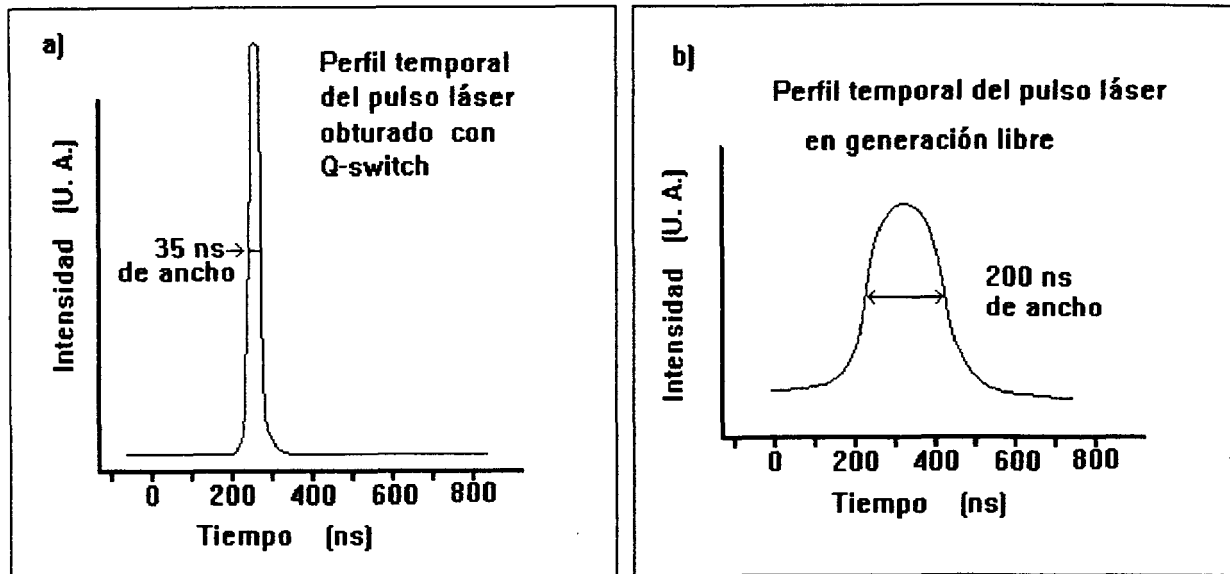 a)
Perfil temporal
del pulso láser
obturado con
Q-switch
Intensidad (U. A.)
35 ns
de ancho
0 200 400 600 800
Tiempo (ns)
b)
Perfil temporal del pulso láser
en generación libre
Intensidad (U. A.)
200 ns
de ancho
0 200 400 600 800
Tiempo (ns)